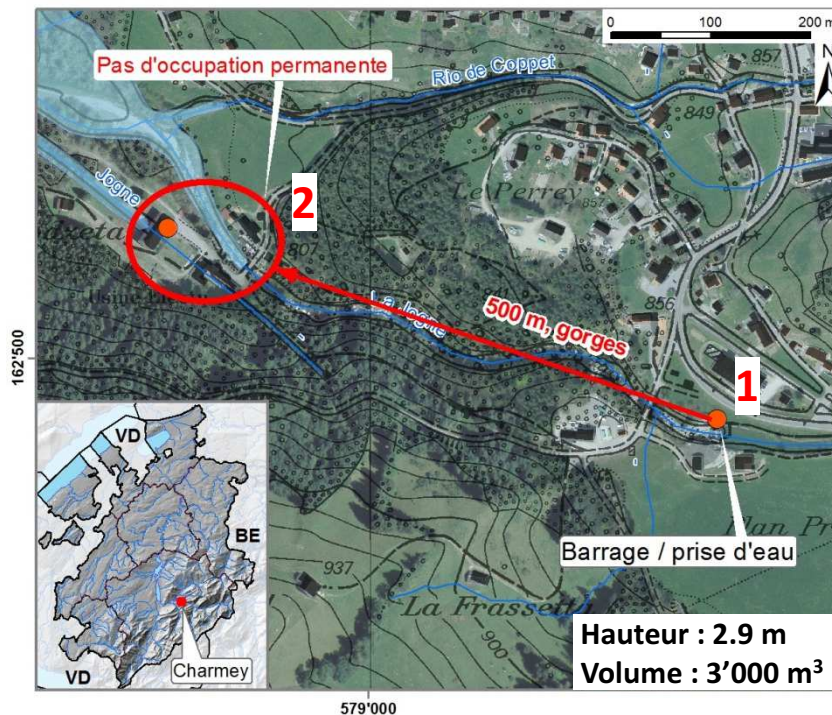 0 100 200 m
N
857
Pas d'occupation permanente
Rio de Coppet
849
Jogne
2
Le Perrey
857
807
La Jogne
856
500 m, gorges
162'500
1
VD
BE
Barrage / prise d'eau
937
La Frassetta
900
Charmey
VD
Hauteur : 2.9 m
Volume : 3'000 m³
579'000